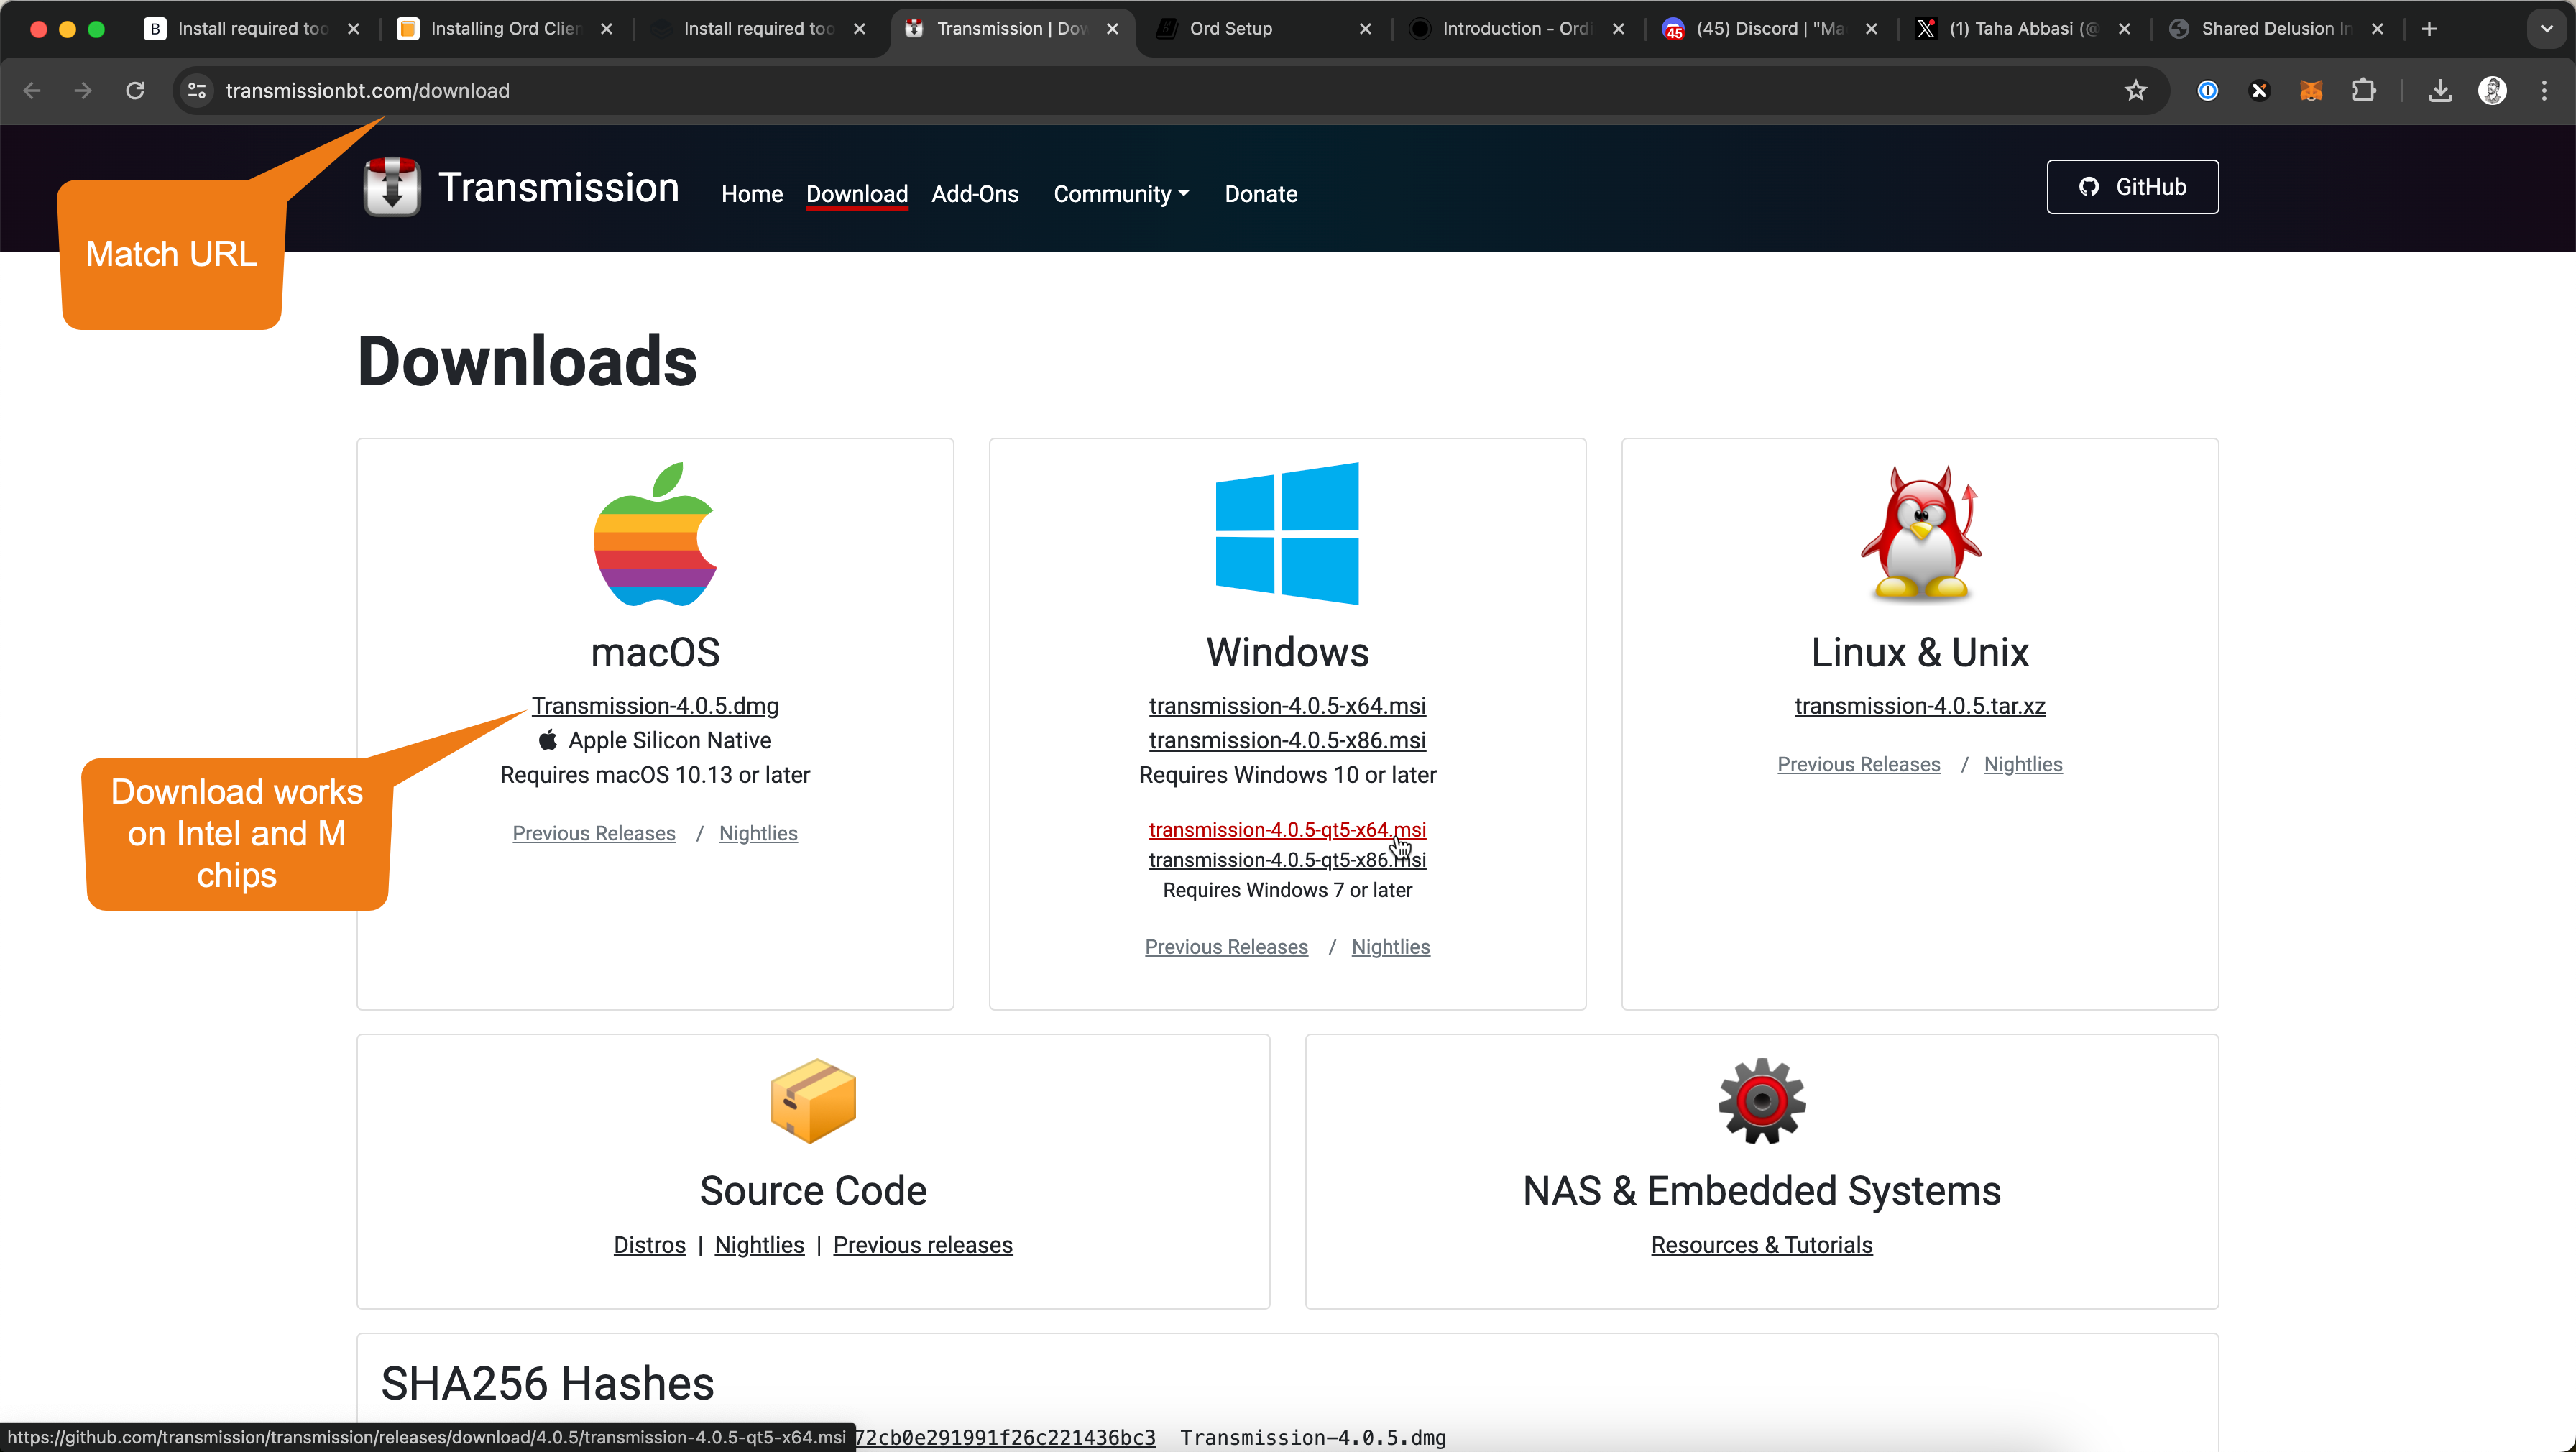 B Install required too
Installing Ord Clien
Install required too
Transmission | Dow
Ord Setup
Introduction - Ordi
45 (45) Discord | "Ma
(1) Taha Abbasi (@
Shared Delusion In
transmissionbt.com/download
Transmission
Home
Download
Add-Ons
Community
Donate
GitHub
Match URL
Downloads
macOS
Transmission-4.0.5.dmg
Apple Silicon Native
Requires macOS 10.13 or later
Previous Releases / Nightlies
Download works
on Intel and M
chips
Windows
transmission-4.0.5-x64.msi
transmission-4.0.5-x86.msi
Requires Windows 10 or later
transmission-4.0.5-qt5-x64.msi
transmission-4.0.5-qt5-x86.msi
Requires Windows 7 or later
Previous Releases / Nightlies
Linux & Unix
transmission-4.0.5.tar.xz
Previous Releases / Nightlies
Source Code
Distros | Nightlies | Previous releases
NAS & Embedded Systems
Resources & Tutorials
SHA256 Hashes
72cb0e291991f26c221436bc3 Transmission-4.0.5.dmg
https://github.com/transmission/transmission/releases/download/4.0.5/transmission-4.0.5-qt5-x64.msi